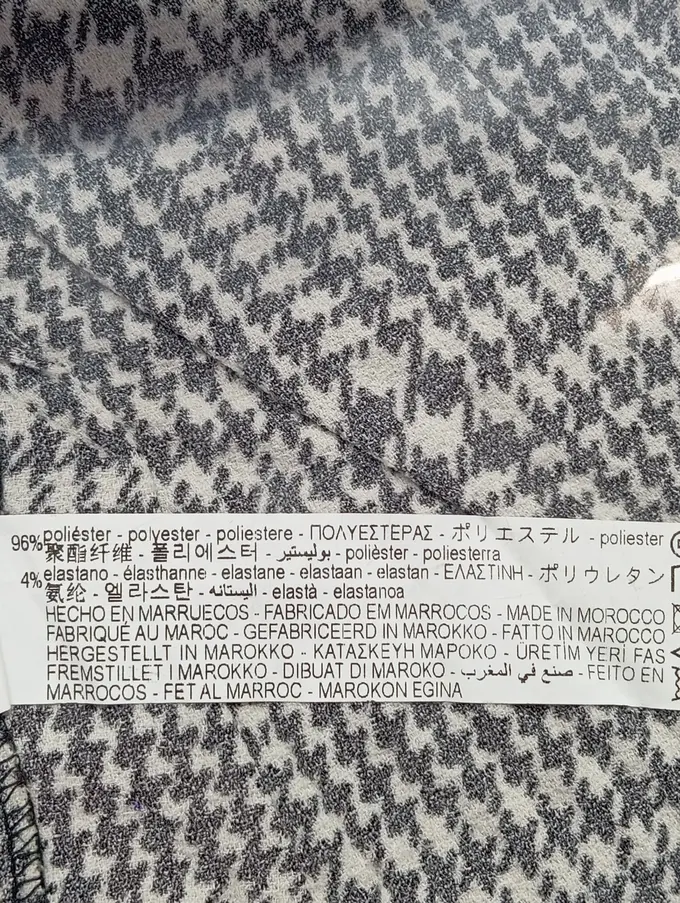 96% poliéster - polyester - poliestere - ΠΟΛΥΕΣΤΕΡΑΣ - ポリエステル - poliester
聚酯纤维 - 폴리에스터 - بوليستير - polièster - poliesterra
4% elastano - élasthanne - elastane - elastaan - elastan - ΕΛΑΣΤΙΝΗ - ポリウレタン
氨纶 - 엘라스탄 - اليستانه - elastà - elastanoa
HECHO EN MARRUECOS - FABRICADO EM MARROCOS - MADE IN MOROCCO
FABRIQUÉ AU MAROC - GEFABRICEERD IN MAROKKO - FATTO IN MAROCCO
HERGESTELLT IN MAROKKO - ΚΑΤΑΣΚΕΥΗ ΜΑΡΟΚΟ - ÜRETİM YERİ FAS
FREMSTILLET I MAROKKO - DIBUAT DI MAROKO - صنع في المغرب - FEITO EN
MARROCOS - FET AL MARROC - MAROKON EGINA